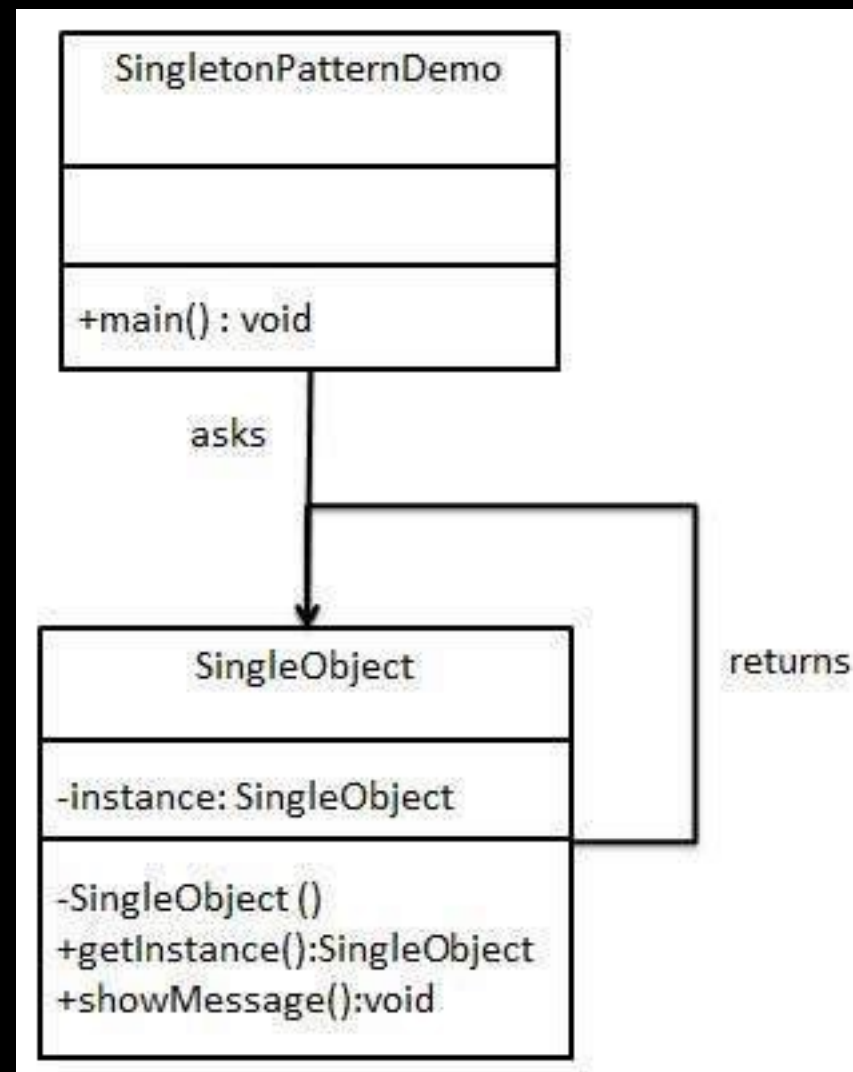 SingletonPatternDemo
+main() : void
asks
SingleObject
returns
-instance: SingleObject
-SingleObject ()
+getInstance():SingleObject
+showMessage():void